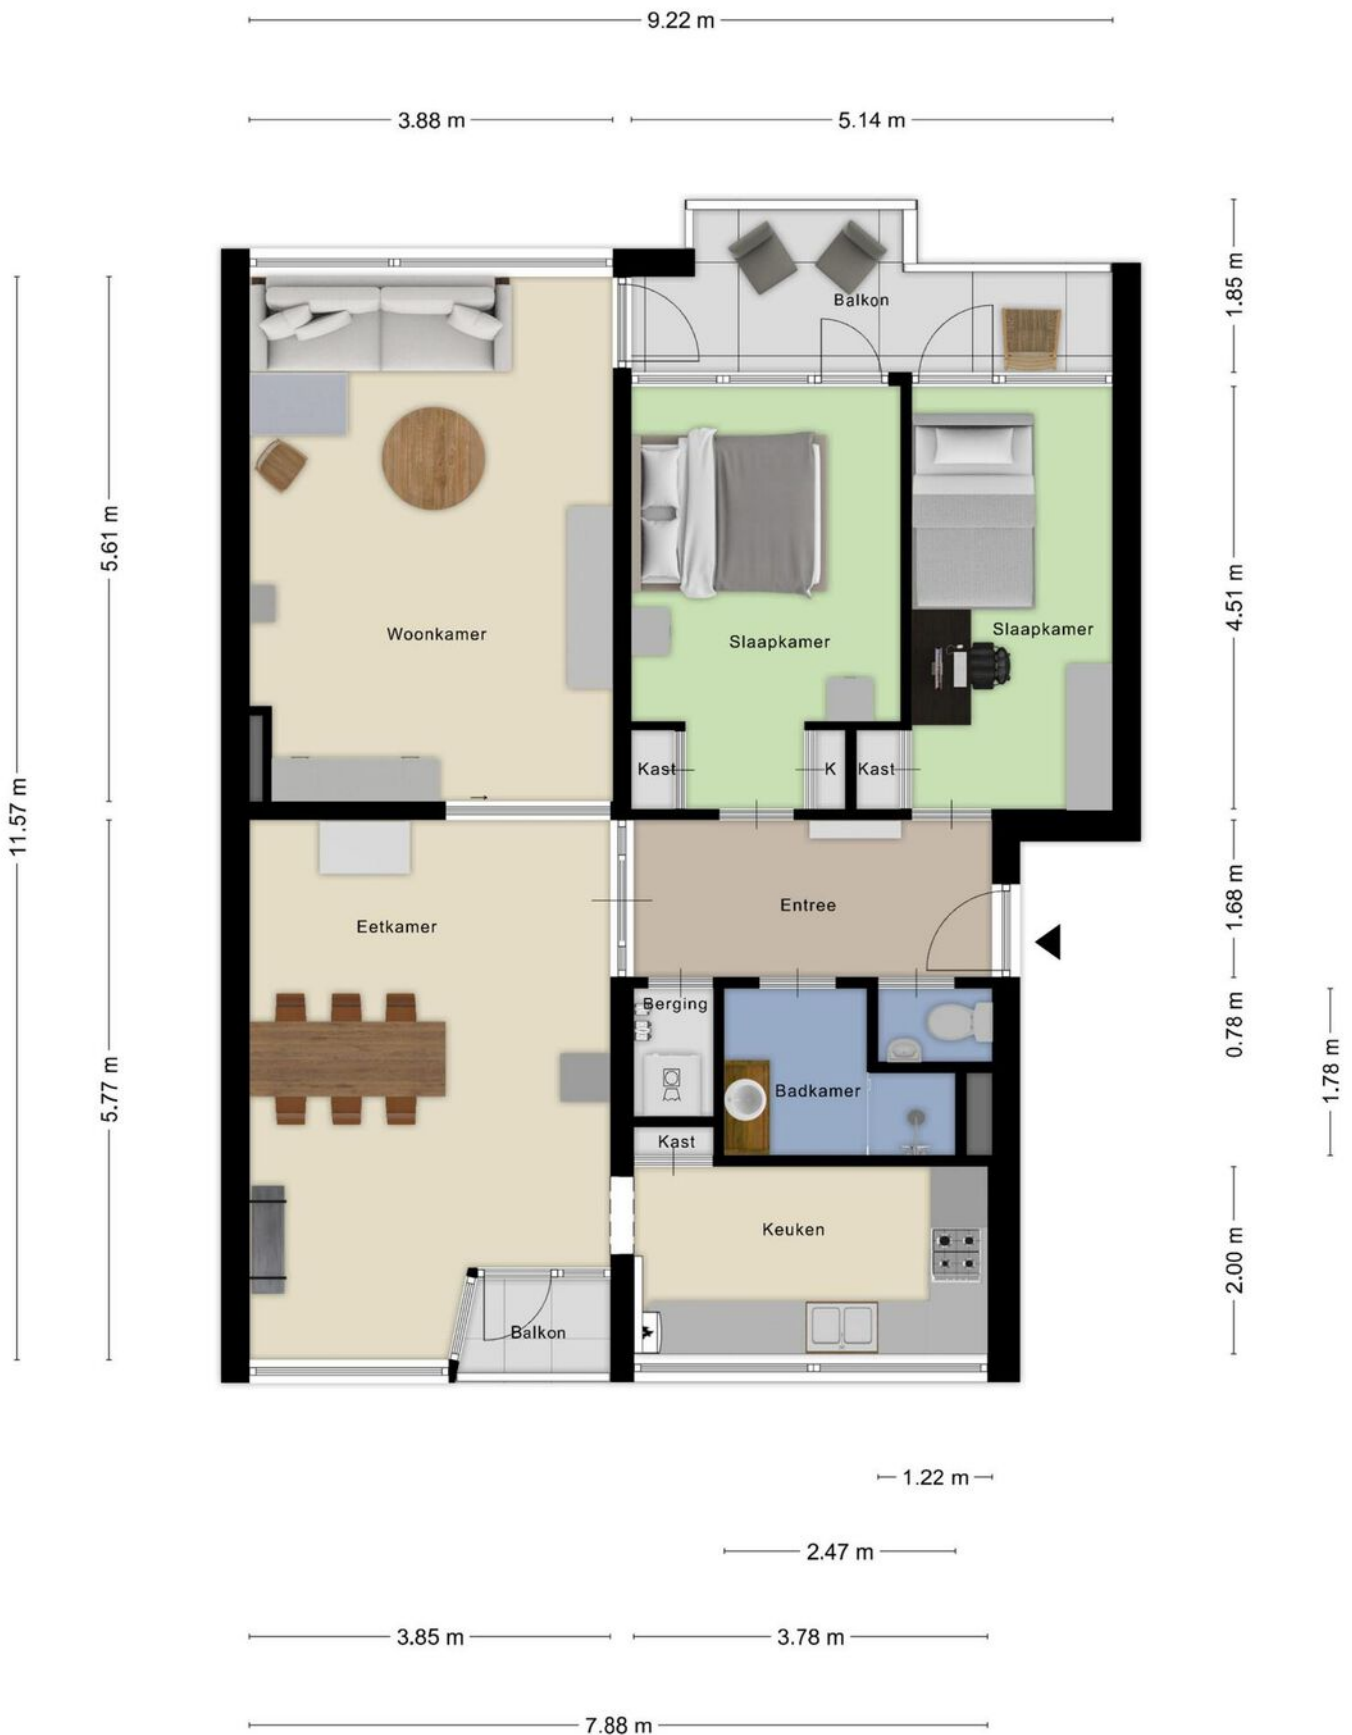 9.22 m
3.88 m
5.14 m
Balkon
1.85 m
11.57 m
5.61 m
Woonkamer
Slaapkamer
Slaapkamer
4.51 m
Kast
K
Kast
Eetkamer
Entree
1.68 m
Berging
0.78 m
5.77 m
Badkamer
1.78 m
Kast
Keuken
2.00 m
Balkon
1.22 m
2.47 m
3.85 m
3.78 m
7.88 m